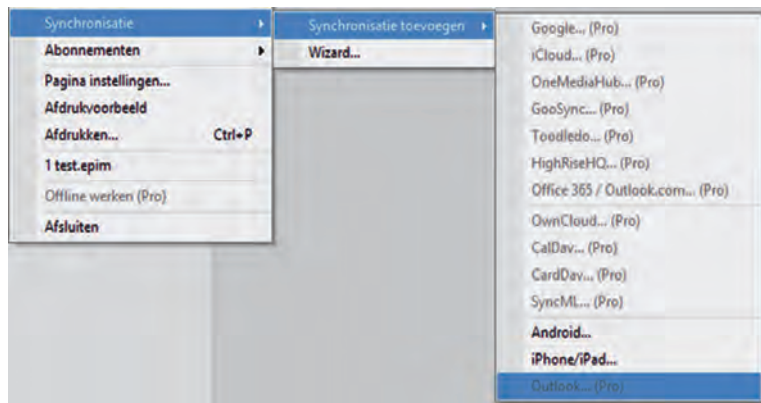 Synchronisatie
Abonnementen
Pagina instellingen...
Afdrukvoorbeeld
Afdrukken... Ctrl+P
1 test.epim
Offline werken (Pro)
Afsluiten
Synchronisatie toevoegen
Wizard...
Google... (Pro)
iCloud... (Pro)
OneMediaHub... (Pro)
GooSync... (Pro)
Toodledo... (Pro)
HighRiseHQ... (Pro)
Office 365 / Outlook.com... (Pro)
OwnCloud... (Pro)
CalDav... (Pro)
CardDav... (Pro)
SyncML... (Pro)
Android...
iPhone/iPad...
Outlook... (Pro)